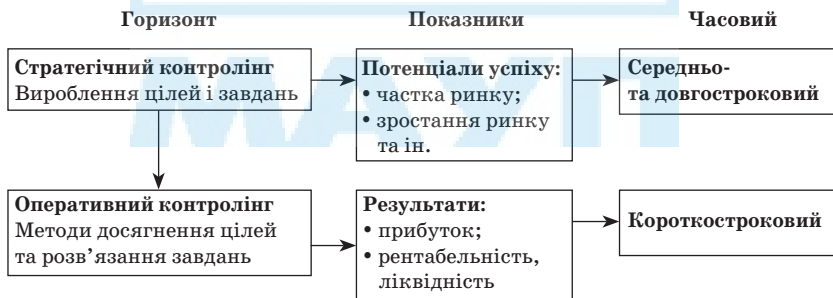 Горизонт
Показники
Часовий
Стратегічний контролінг
Вироблення цілей і завдань
Потенціали успіху:
• частка ринку;
• зростання ринку
та ін.
Середньо-
та довгостроковий
Оперативний контролінг
Методи досягнення цілей
та розв’язання завдань
Результати:
• прибуток;
• рентабельність,
ліквідність
Короткостроковий
МАУП